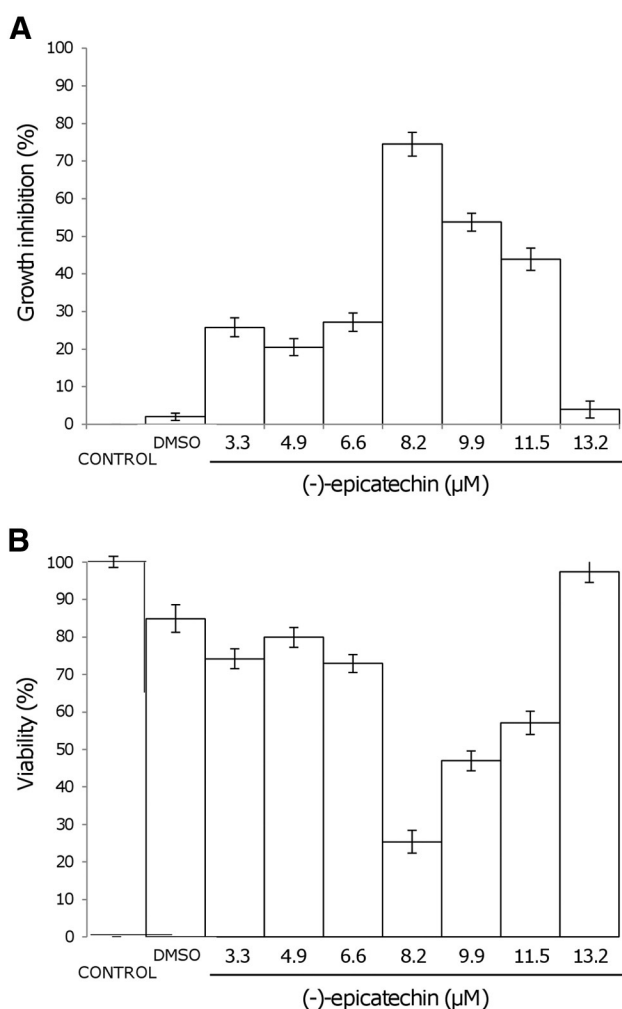 A
100
90
80
70
60
50
40
30
20
10
0
Growth inhibition (%)
CONTROL DMSO 3.3 4.9 6.6 8.2 9.9 11.5 13.2
(-)-epicatechin (µM)
B
100
90
80
70
60
50
40
30
20
10
0
Viability (%)
CONTROL DMSO 3.3 4.9 6.6 8.2 9.9 11.5 13.2
(-)-epicatechin (µM)